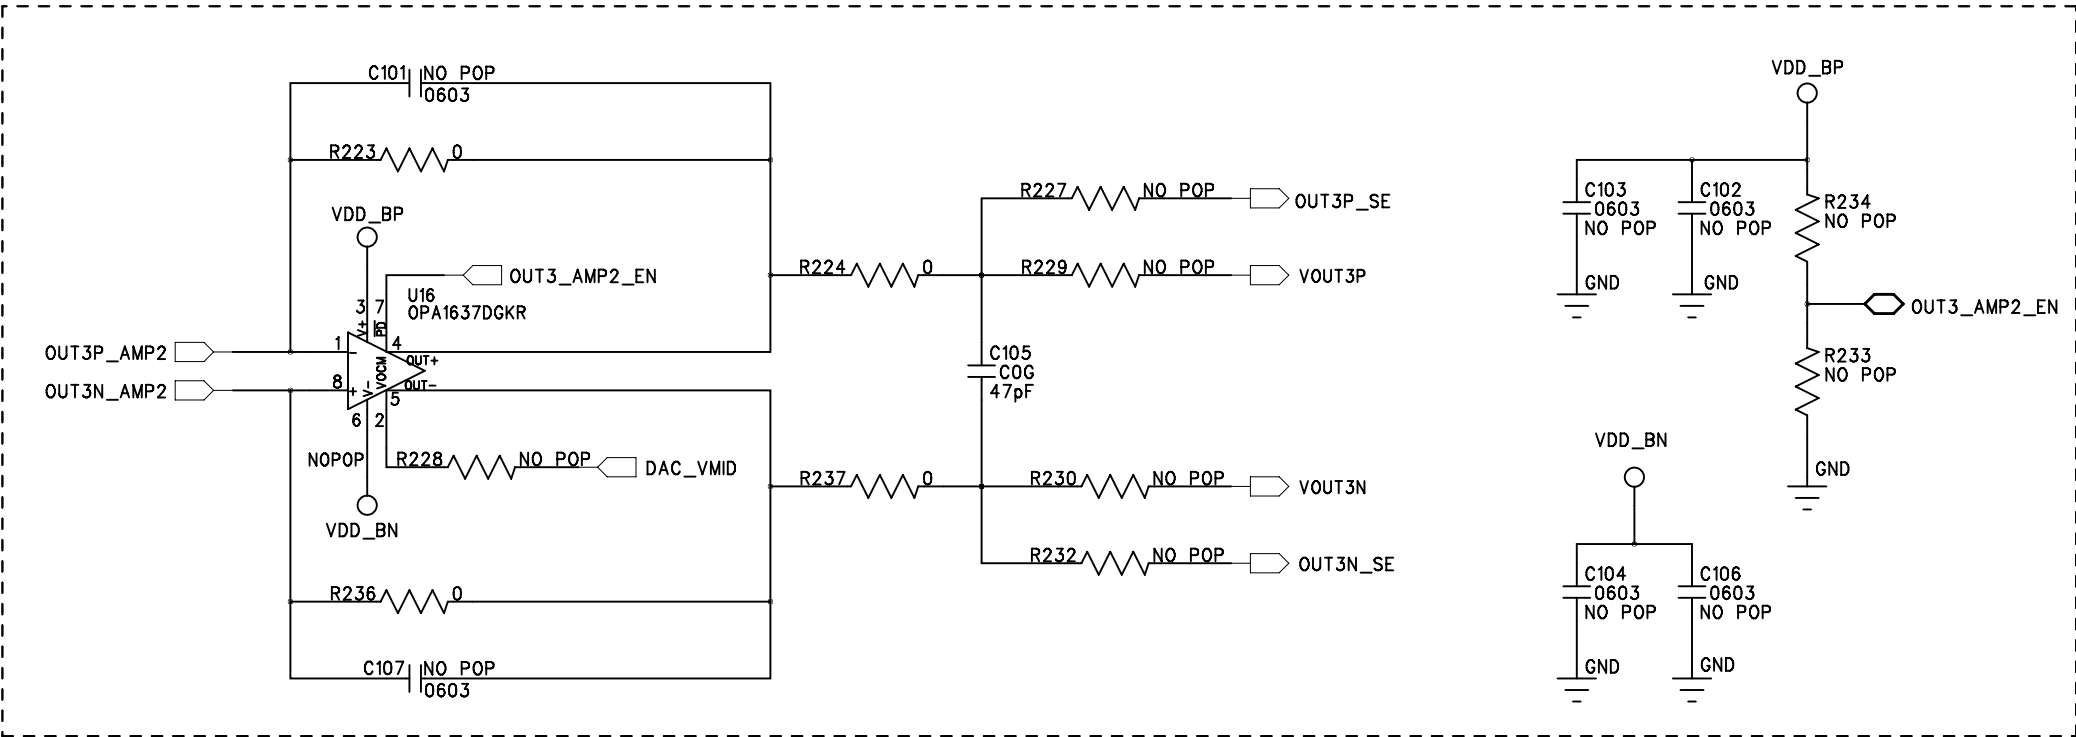 C101 NO POP
0603
R223 0
VDD_BP
OUT3_AMP2_EN
U16
OPA1637DGKR
3 7
V+ PD
OUT3P_AMP2 1 - 4
OUT+
VOCM
OUT3N_AMP2 8 + V- OUT-
5
6 2
NOPOP
R228 NO POP DAC_VMID
VDD_BN
R236 0
C107 NO POP
0603
R224 0
R237 0
R227 NO POP OUT3P_SE
R229 NO POP VOUT3P
C105
C0G
47pF
R230 NO POP VOUT3N
R232 NO POP OUT3N_SE
VDD_BP
C103
0603
NO POP
GND
C102
0603
NO POP
GND
R234
NO POP
OUT3_AMP2_EN
R233
NO POP
GND
VDD_BN
C104
0603
NO POP
GND
C106
0603
NO POP
GND